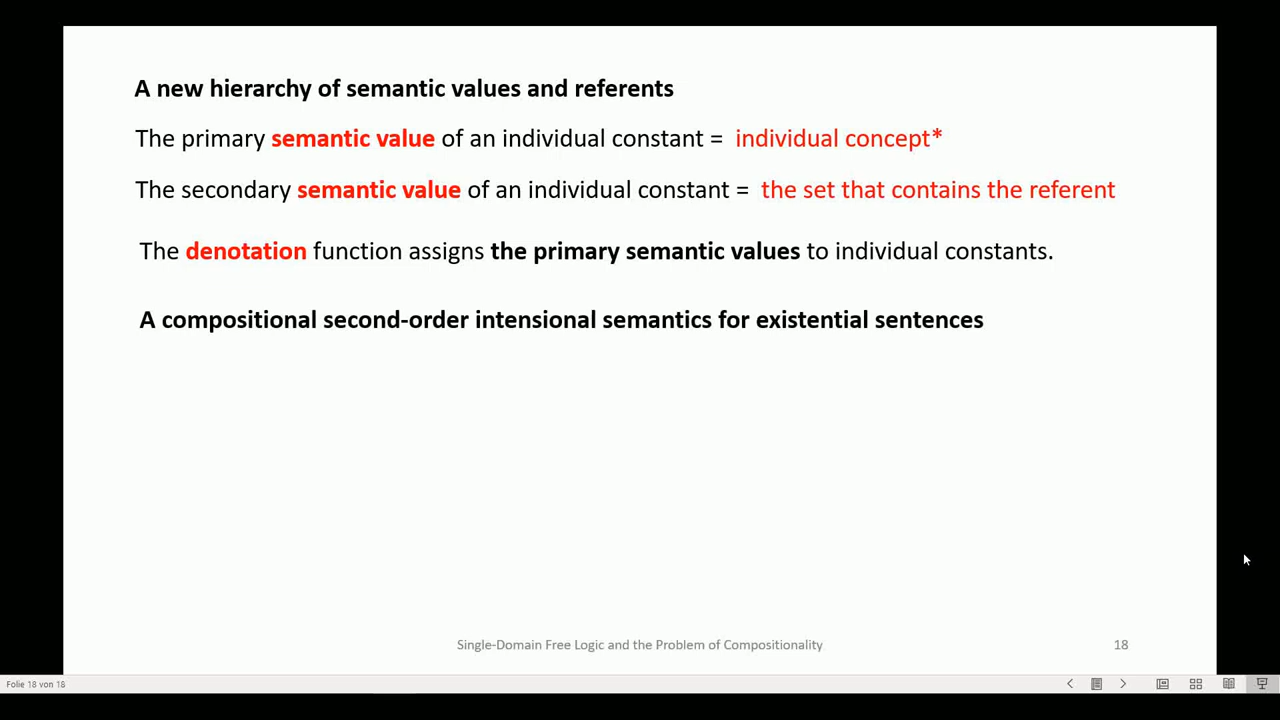 A new hierarchy of semantic values and referents
The primary semantic value of an individual constant = individual concept*
The secondary semantic value of an individual constant = the set that contains the referent
The denotation function assigns the primary semantic values to individual constants.
A compositional second-order intensional semantics for existential sentences
Single-Domain Free Logic and the Problem of Compositionality
18
Folie 18 von 18